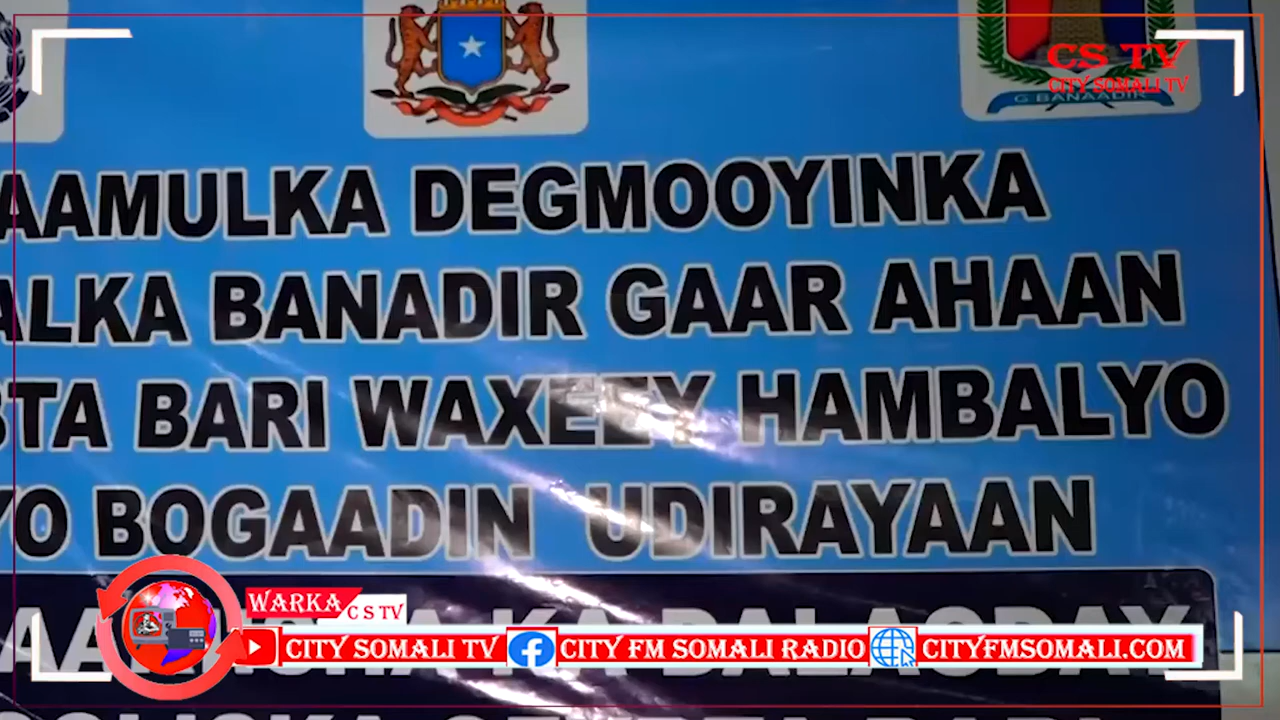 CS TV
CITY SOMALI TV
G BANAADIR
AAMULKA DEGMOOYINKA
ALKA BANADIR GAAR AHAAN
STA BARI WAXEEY HAMBALYO
YO BOGAADIN UDIRAYAAN
WARKA C S TV
CITY SOMALI TV CITY FM SOMALI RADIO CITYFMSOMALI.COM